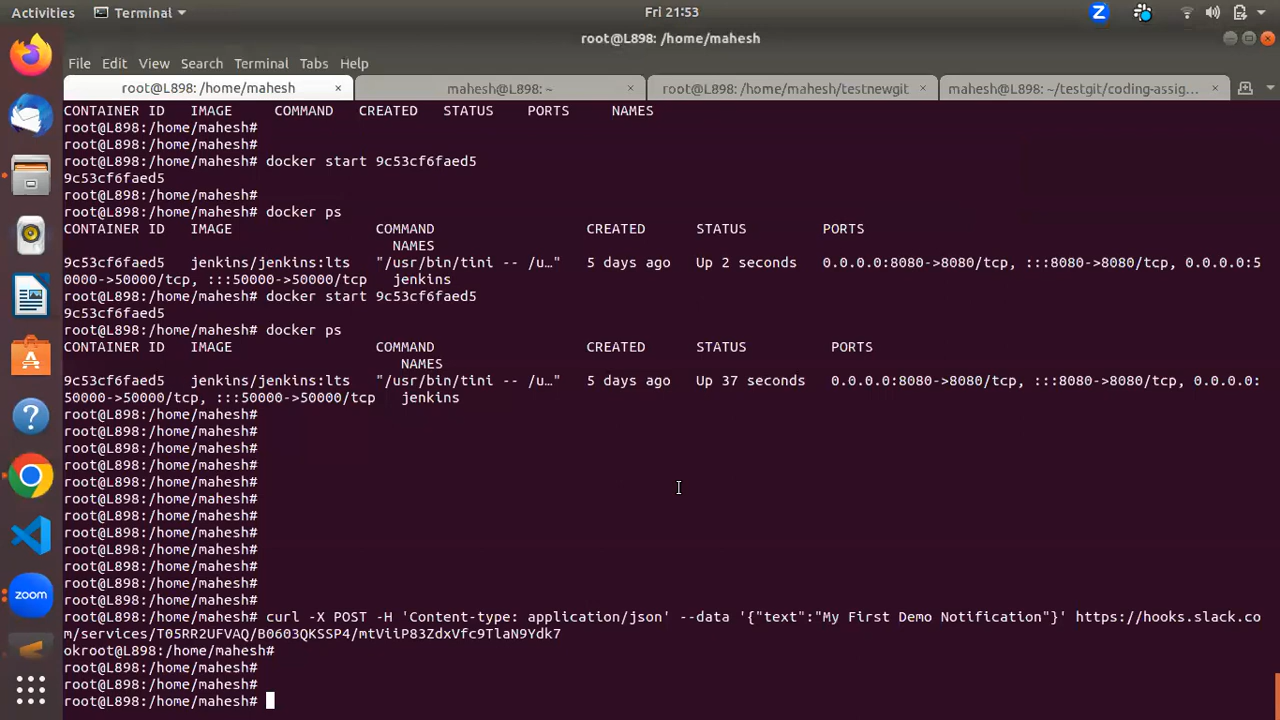 Activities Terminal Fri 21:53 Z
root@L898: /home/mahesh
File Edit View Search Terminal Tabs Help
root@L898: /home/mahesh × mahesh@L898: ~ × root@L898: /home/mahesh/testnewgit × mahesh@L898: ~/testgit/coding-assig... ×
CONTAINER ID IMAGE COMMAND CREATED STATUS PORTS NAMES
root@L898:/home/mahesh#
root@L898:/home/mahesh#
root@L898:/home/mahesh# docker start 9c53cf6faed5
9c53cf6faed5
root@L898:/home/mahesh#
root@L898:/home/mahesh# docker ps
CONTAINER ID IMAGE COMMAND CREATED STATUS PORTS
NAMES
9c53cf6faed5 jenkins/jenkins:lts "/usr/bin/tini -- /u…" 5 days ago Up 2 seconds 0.0.0.0:8080->8080/tcp, :::8080->8080/tcp, 0.0.0.0:5
0000->50000/tcp, :::50000->50000/tcp jenkins
root@L898:/home/mahesh# docker start 9c53cf6faed5
9c53cf6faed5
root@L898:/home/mahesh# docker ps
CONTAINER ID IMAGE COMMAND CREATED STATUS PORTS
NAMES
9c53cf6faed5 jenkins/jenkins:lts "/usr/bin/tini -- /u…" 5 days ago Up 37 seconds 0.0.0.0:8080->8080/tcp, :::8080->8080/tcp, 0.0.0.0:
50000->50000/tcp, :::50000->50000/tcp jenkins
root@L898:/home/mahesh#
root@L898:/home/mahesh#
root@L898:/home/mahesh#
root@L898:/home/mahesh#
root@L898:/home/mahesh#
root@L898:/home/mahesh#
root@L898:/home/mahesh#
root@L898:/home/mahesh#
root@L898:/home/mahesh#
root@L898:/home/mahesh#
root@L898:/home/mahesh#
root@L898:/home/mahesh#
root@L898:/home/mahesh# curl -X POST -H 'Content-type: application/json' --data '{"text":"My First Demo Notification"}' https://hooks.slack.co
m/services/T05RR2UFVAQ/B0603QKSSP4/mtViiP83ZdxVfc9TlaN9Ydk7
okroot@L898:/home/mahesh#
root@L898:/home/mahesh#
root@L898:/home/mahesh#
root@L898:/home/mahesh#
zoom